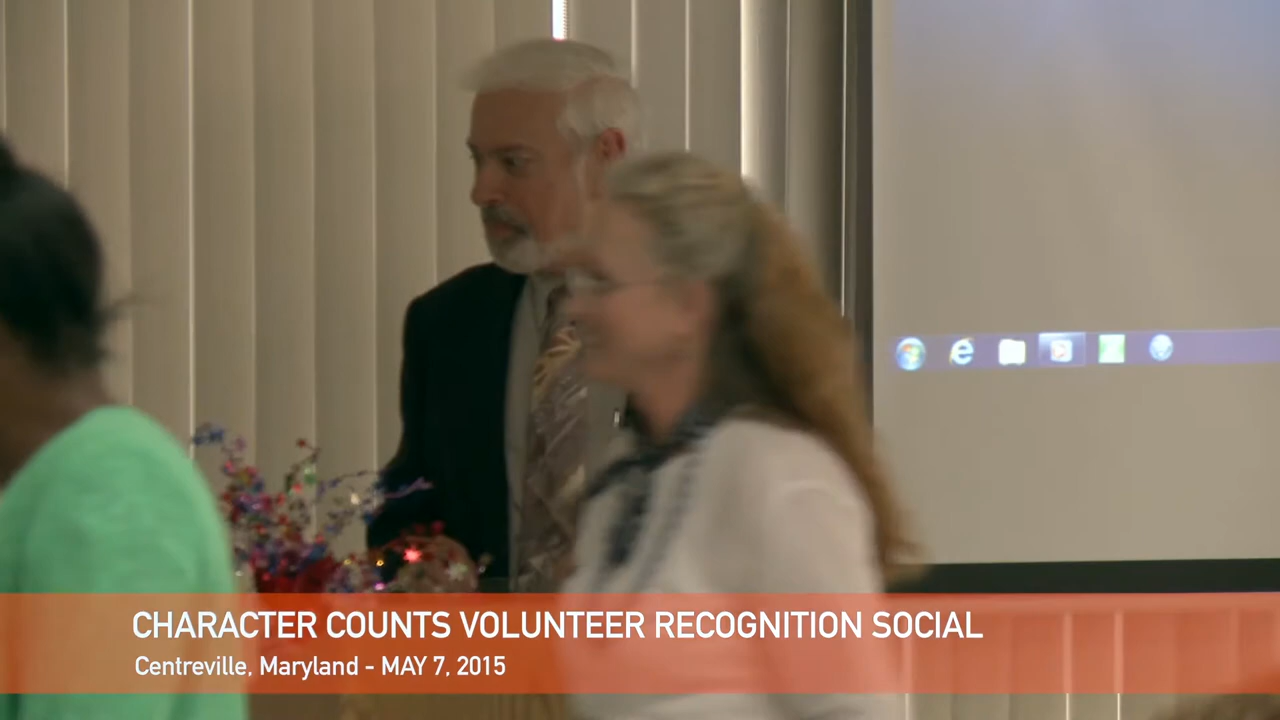 CHARACTER COUNTS VOLUNTEER RECOGNITION SOCIAL
Centreville, Maryland - MAY 7, 2015